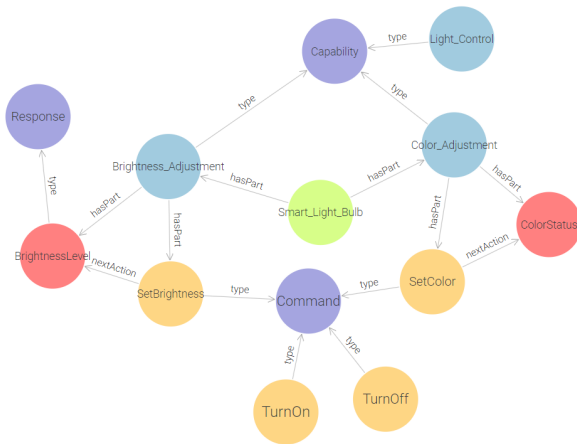 type
Light_Control
Capability
type
type
Response
Brightness_Adjustment
Color_Adjustment
type
hasPart
hasPart
hasPart
hasPart
hasPart
hasPart
Smart_Light_Bulb
ColorStatus
BrightnessLevel
nextAction
nextAction
SetBrightness
type
Command
type
SetColor
type
type
TurnOn
TurnOff